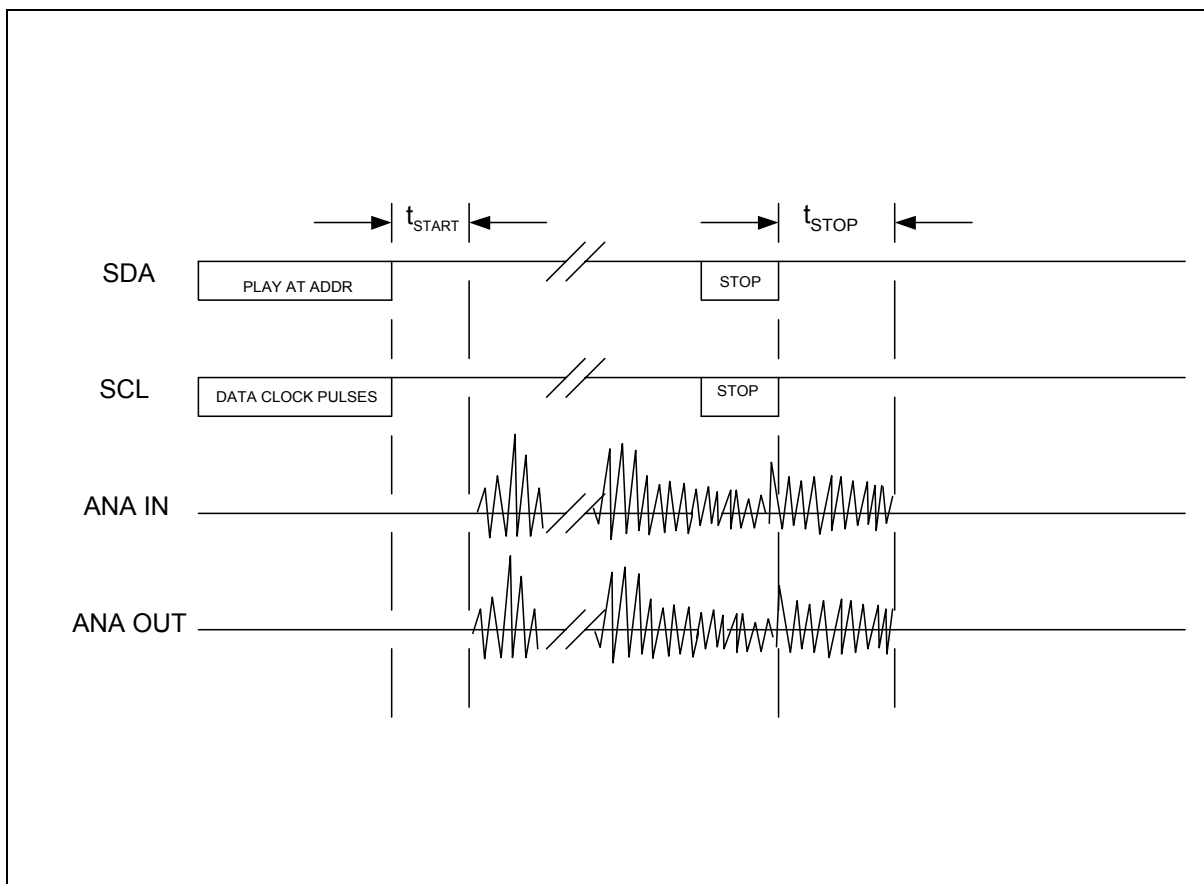 tSTART
tSTOP
SDA
PLAY AT ADDR
STOP
SCL
DATA CLOCK PULSES
STOP
ANA IN
ANA OUT